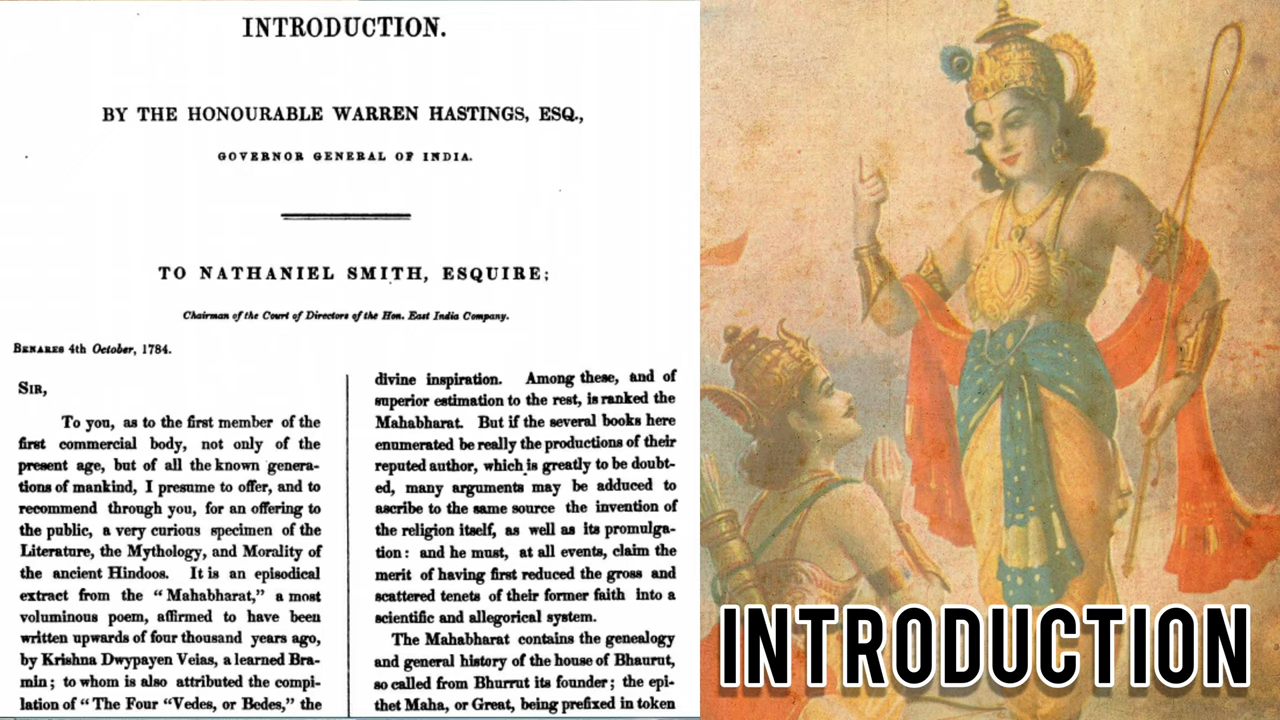 INTRODUCTION.
BY THE HONOURABLE WARREN HASTINGS, ESQ.,
GOVERNOR GENERAL OF INDIA.
TO NATHANIEL SMITH, ESQUIRE;
Chairman of the Court of Directors of the Hon. East India Company.
BENARES 4th October, 1784.
SIR,
To you, as to the first member of the
first commercial body, not only of the
present age, but of all the known genera-
tions of mankind, I presume to offer, and to
recommend through you, for an offering to
the public, a very curious specimen of the
Literature, the Mythology, and Morality of
the ancient Hindoos. It is an episodical
extract from the "Mahabharat," a most
voluminous poem, affirmed to have been
written upwards of four thousand years ago,
by Krishna Dwypayen Veias, a learned Bra-
min; to whom is also attributed the compi-
lation of "The Four "Vedes, or Bedes," the
divine inspiration. Among these, and of
superior estimation to the rest, is ranked the
Mahabharat. But if the several books here
enumerated be really the productions of their
reputed author, which is greatly to be doubt-
ed, many arguments may be adduced to
ascribe to the same source the invention of
the religion itself, as well as its promulga-
tion: and he must, at all events, claim the
merit of having first reduced the gross and
scattered tenets of their former faith into a
scientific and allegorical system.
The Mahabharat contains the genealogy
and general history of the house of Bhaurut,
so called from Bhurrut its founder; the epi-
thet Maha, or Great, being prefixed in token
INTRODUCTION